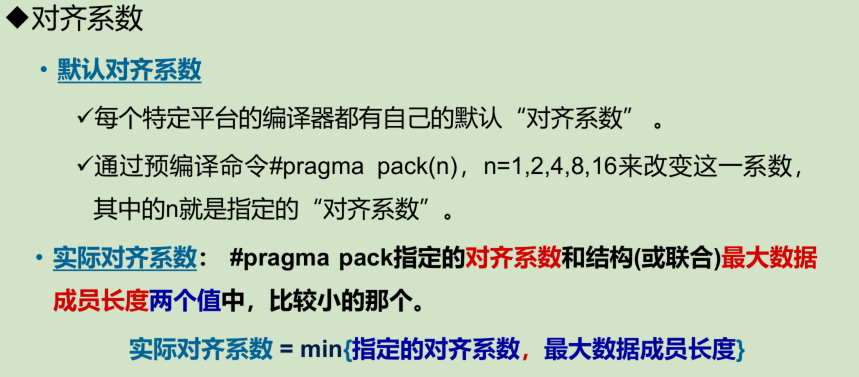 ◆对齐系数
• 默认对齐系数
✓每个特定平台的编译器都有自己的默认“对齐系数” 。
✓通过预编译命令#pragma pack(n)，n=1,2,4,8,16来改变这一系数，
其中的n就是指定的“对齐系数”。
• 实际对齐系数： #pragma pack指定的对齐系数和结构(或联合)最大数据
成员长度两个值中，比较小的那个。
实际对齐系数 = min{指定的对齐系数，最大数据成员长度}